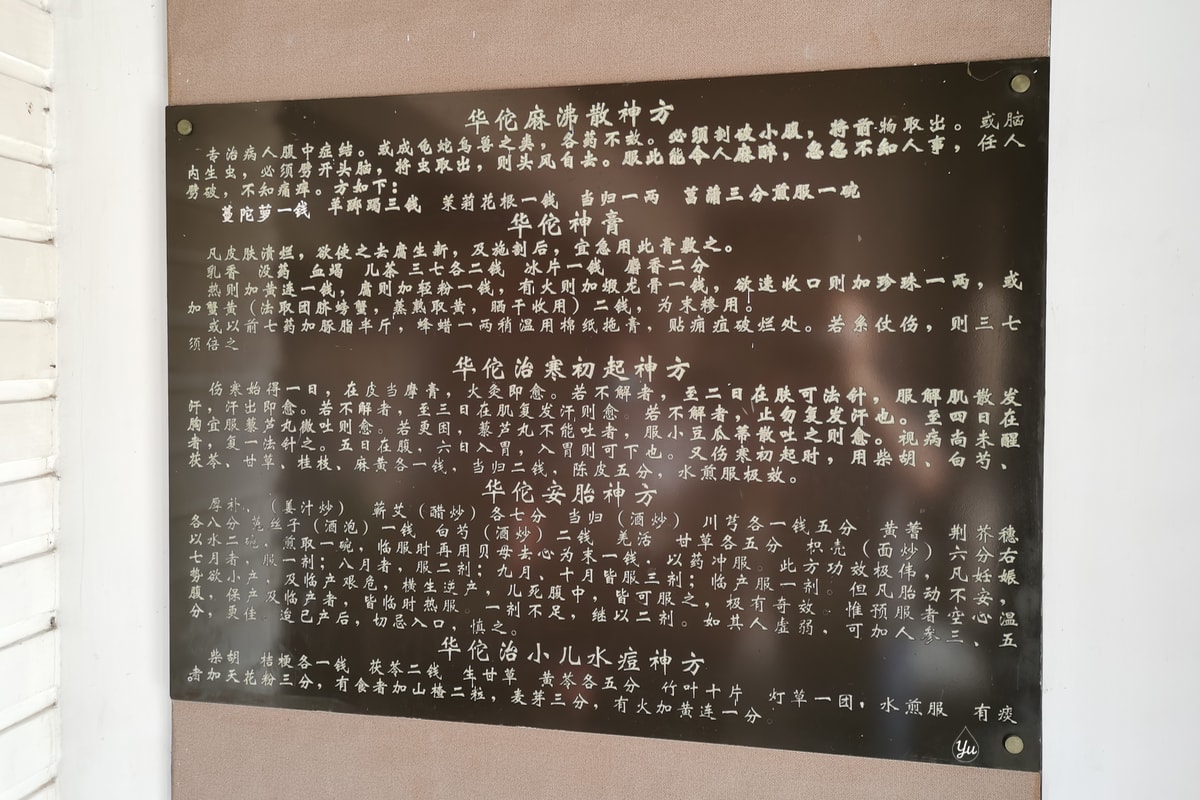 华佗麻沸散神方
专治病人腹中症结。或成龟蛇鸟兽之类，各药不效。必须割破小腹，将前物取出。或脑
内生虫，必须劈开头脑，将虫取出，则头风自去。服此能令人麻醉，忽忽不知人事，任人
劈破，不知痛痒。方如下：
蔓陀萝一钱 羊踯躅三钱 茉莉花根一钱 当归一两 菖蒲三分煎服一碗
华佗神膏
凡皮肤溃烂，欲使之去腐生新，及施割后，宜急用此膏敷之。
乳香 没药 血竭 儿茶 三七各二钱 冰片一钱 麝香二分
热则加黄连一钱，腐则加轻粉一钱，有火则加煅龙骨一钱，欲速收口则加珍珠一两，或
加蟹黄（法取团脐螃蟹，蒸熟取黄，晒干收用）二钱，为末掺用。
或以前七药加豚脂半斤，蜂蜡一两稍温用棉纸拖膏，贴痛疽破烂处。若系仗伤，则三七
须倍之
华佗治寒初起神方
伤寒始得一日，在皮当摩膏，火灸即愈。若不解者，至二日在肤可法针，服解肌散发
汗，汗出即愈。若不解者，至三日在肌复发汗则愈。若不解者，止勿复发汗也。至四日在
胸宜服藜芦丸微吐则愈。若更困，藜芦丸不能吐者，服小豆瓜蒂散吐之则愈。视病尚未醒
者，复一法针之。五日在腹，六日入胃，入胃则可下也。又伤寒初起时，用柴胡、白芍、
茯苓、甘草、桂枝、麻黄各一钱，当归二钱，陈皮五分，水煎服极效。
华佗安胎神方
厚补、（姜汁炒） 蕲艾（醋炒）各七分 当归（酒炒） 川芎各一钱五分 黄蓍 荆芥穗
各八分 菟丝子（酒泡）一钱 白芍（酒炒）二钱 羌活 甘草各五分 枳壳（面炒）六分右
以水二碗，煎取一碗，临服时再用贝母去心为末一钱，以药冲服。此方功效极伟，凡妊娠
七月者，服一剂；八月者，服二剂；九月、十月皆服三剂；临产服一剂。但凡胎动不安，
势欲小产，及临产艰危，横生逆产，儿死腹中，皆可服之，极有奇效。惟预服者空心，温
腹，保产及临产者，皆临时热服。一剂不足，继以二剂。如其人虚弱，可加人参三、五
分，更佳。迨已产后，切忌入口，慎之。
华佗治小儿水痘神方
柴胡 桔梗各一钱 茯苓二钱 生甘草 黄芩各五分 竹叶十片 灯草一团，水煎服 有痰
者加天花粉三分，有食者加山楂二粒，麦芽三分，有火加黄连一分。
Yu